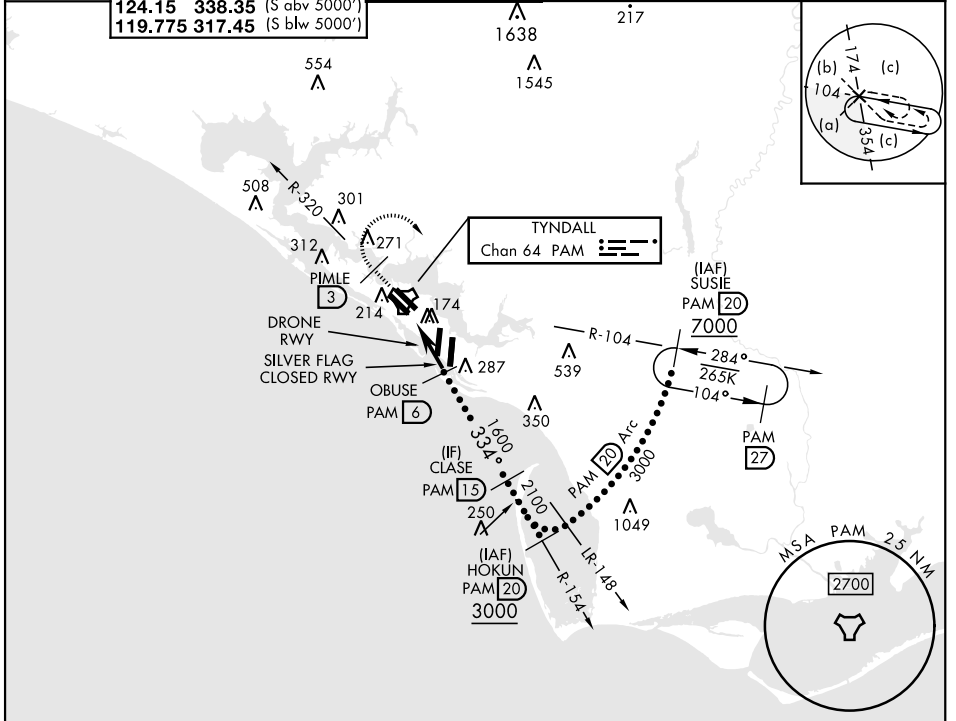 124.15 338.35 (S abv 5000')
119.775 317.45 (S blw 5000')
1638
217
1545
554
174
(b)
(c)
104
(a)
(c)
354
508
R-320
301
271
312
PIMLE
3
214
174
TYNDALL
Chan 64 PAM
DRONE
RWY
SILVER FLAG
CLOSED RWY
287
OBUSE
PAM 6
(IAF)
SUSIE
PAM 20
7000
R-104
539
284°
265K
104°
350
PAM
27
1600
334°
(IF)
CLASE
PAM 15
2100
250
PAM 20 Arc
3000
1049
(IAF)
HOKUN
PAM 20
3000
LR-148
R-154
MSA PAM 25 NM
2700